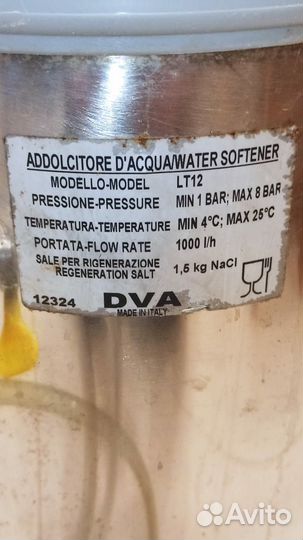 ADDOLCITORE D'ACQUA/WATER SOFTENER
MODELLO-MODEL LT12
PRESSIONE-PRESSURE MIN 1 BAR; MAX 8 BAR
TEMPERATURA-TEMPERATURE MIN 4°C; MAX 25°C
PORTATA-FLOW RATE 1000 l/h
SALE PER RIGENERAZIONE
REGENERATION SALT 1,5 kg NaCl
12324 DVA
MADE IN ITALY
Avito